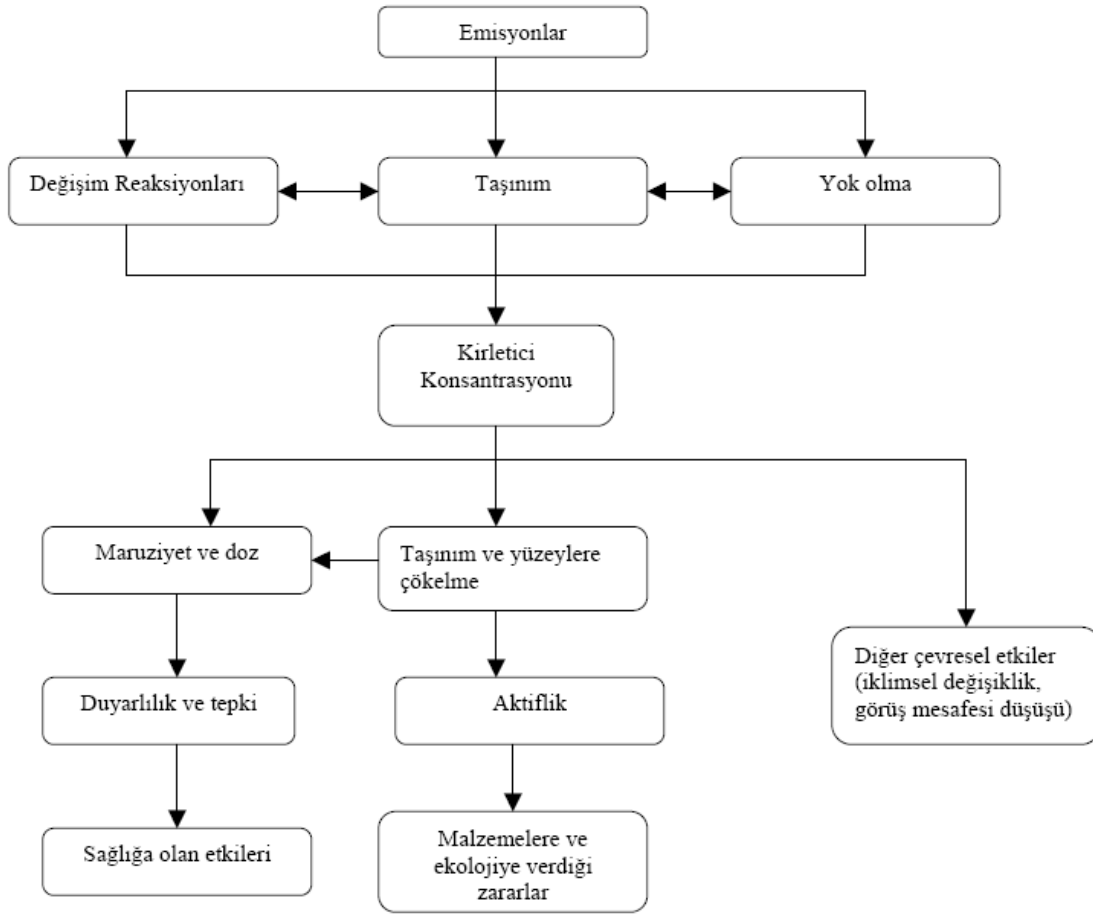 Emisyonlar
Değişim Reaksiyonları
Taşınım
Yok olma
Kirletici
Konsantrasyonu
Maruziyet ve doz
Taşınım ve yüzeylere
çökelme
Diğer çevresel etkiler
(iklimsel değişiklik,
görüş mesafesi düşüşü)
Duyarlılık ve tepki
Aktiflik
Sağlığa olan etkileri
Malzemelere ve
ekolojiye verdiği
zararlar